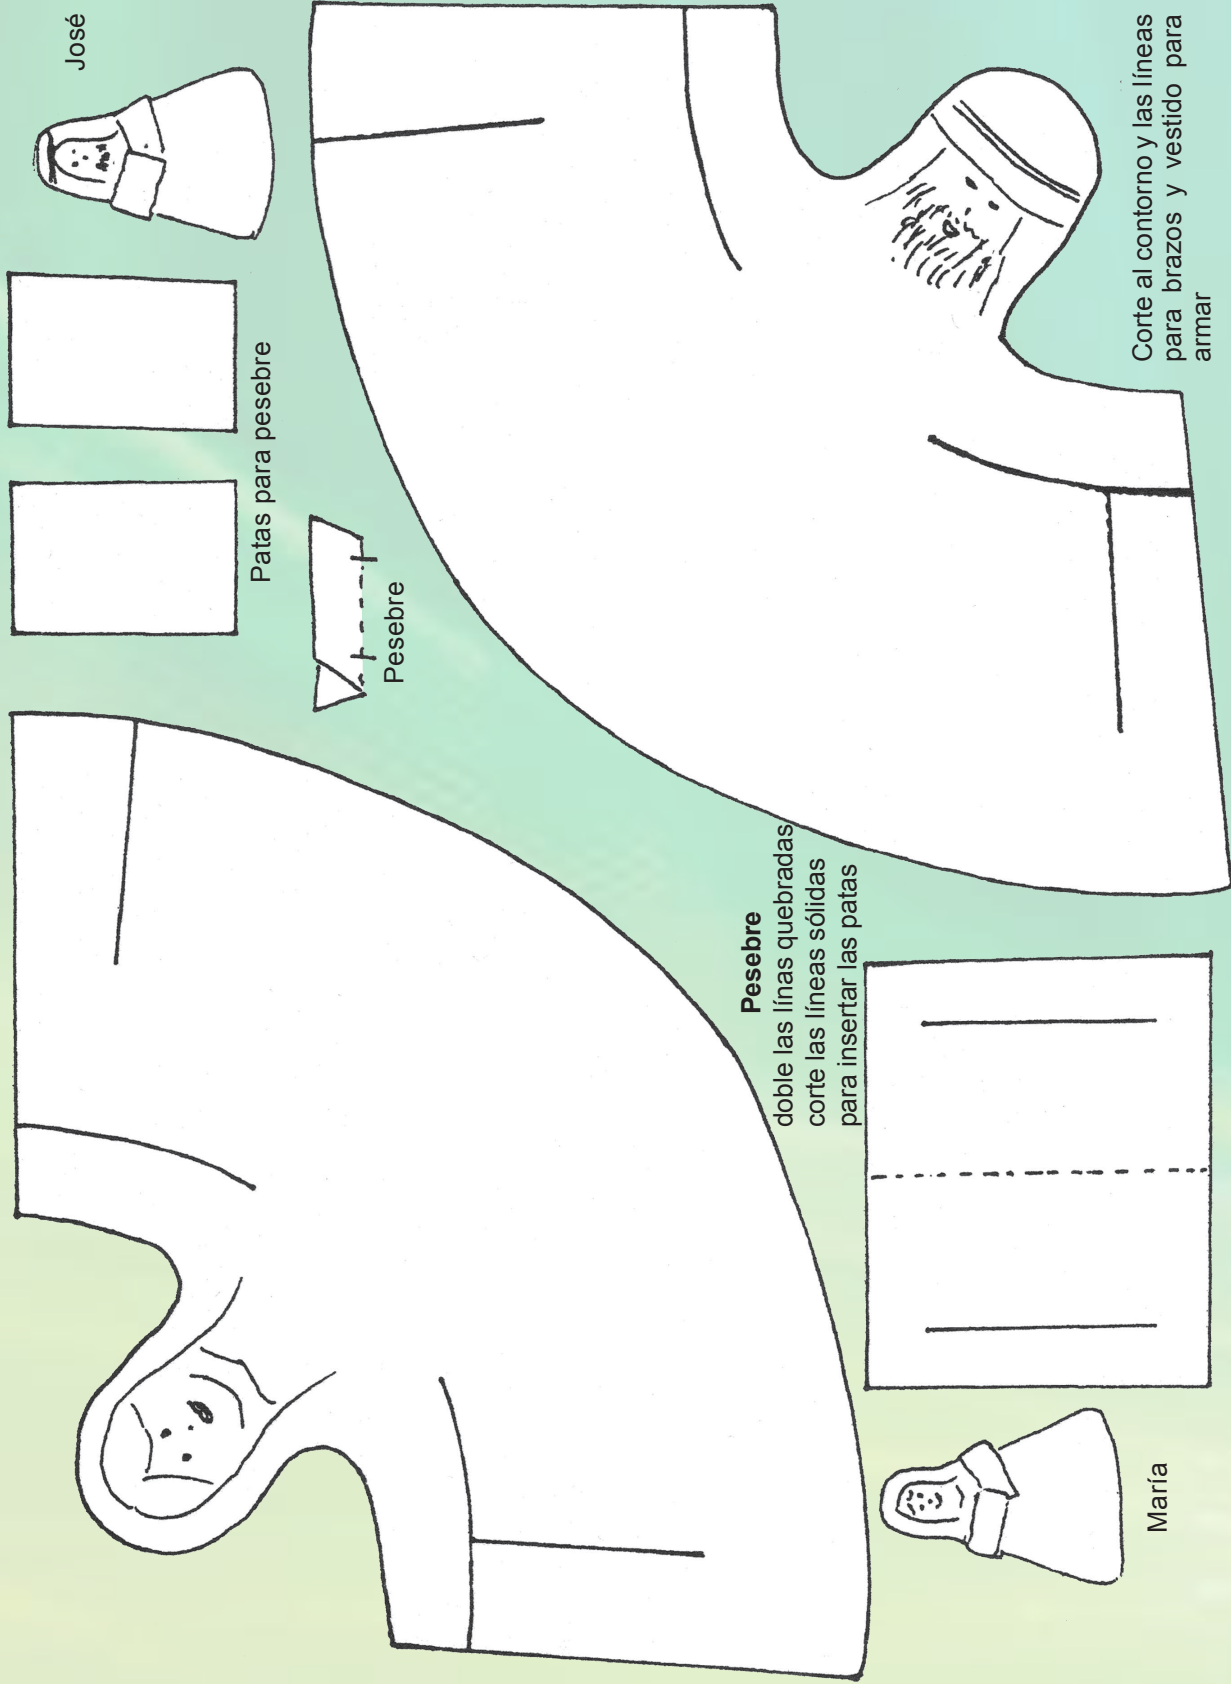 María
Pesebre
doble las línas quebradas
corte las líneas sólidas
para insertar las patas
Pesebre
Patas para pesebre
José
Corte al contorno y las líneas
para brazos y vestido para
armar